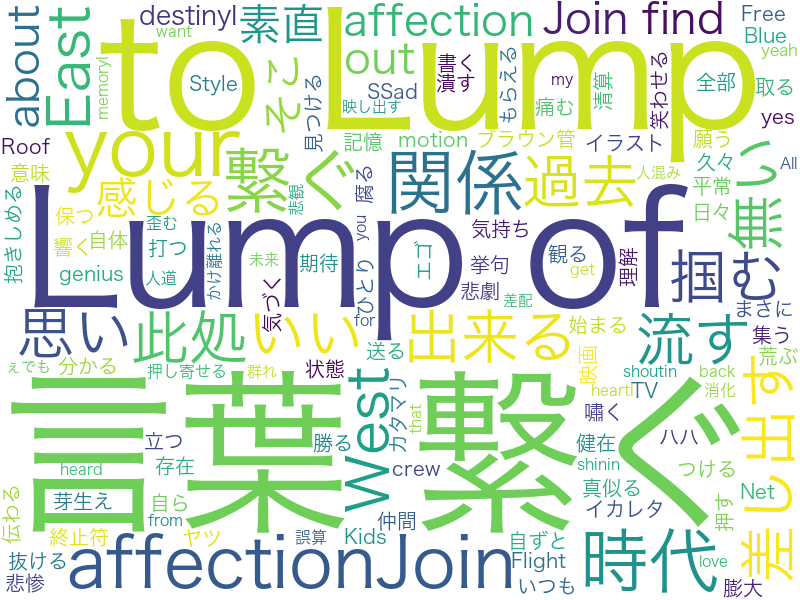 to Lump
Lump of
言葉 繋ぐ
affectionJoin
about
East
素直
こそ
destinyl
want
memoryl
Style
affection
out
Join find
Free
Blue
yeah
your
繋ぐ
関係
過去
無い
掴む
感じる
見つける
SSad
映し出す
記憶
motion
書く
潰す
もらえる
痛む
my
清算
笑わせる
全部
取る
yes
Roof
意味
ブラウン管
イラスト
願う
久々
人混み
All
平常
日々
抱きしめる
保つ
響く
自体
歪む
打つ
悲観
腐る
you
気持ち
genius
人道
かけ離れる
未来
気づく
期待
ひとり
観る
挙句
悲劇
get
理解
差配
まさに
集う
荒ぶ
思い
此処
いい
出来る
流す
for
始まる
ぇでも
分かる
押し寄せる
群れ
状態
送る
映画
shoutin
TV
back
消化
heartl
差し出す
West
カタマリ
that
嘯く
ハハ
立つ
勝る
健在
heard
存在
crew
shinin
つける
真似る
Net
芽生え
自ら
イカレタ
押す
伝わる
from
仲間
終止符
ヤツ
誤算
Kids
自ずと
抜ける
Flight
時代
love
悲惨
いつも
膨大